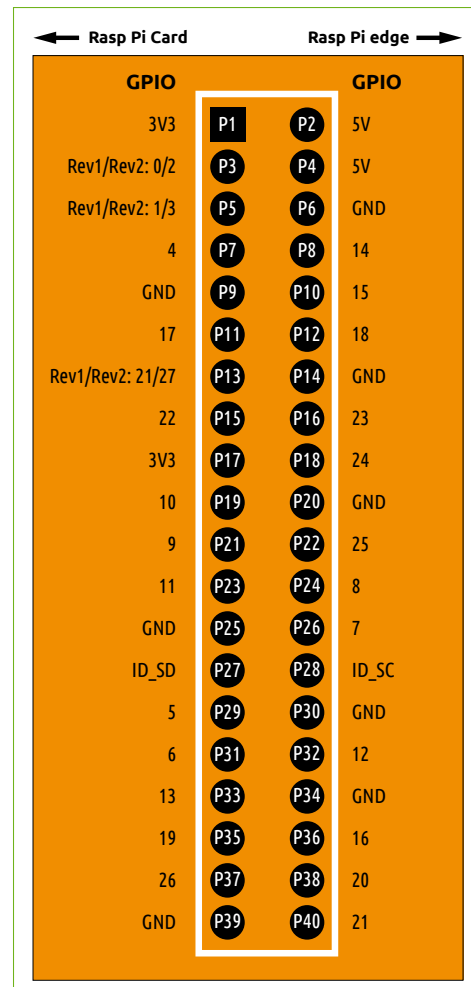 Rasp Pi Card Rasp Pi edge
GPIO GPIO
3V3 P1 P2 5V
Rev1/Rev2: 0/2 P3 P4 5V
Rev1/Rev2: 1/3 P5 P6 GND
4 P7 P8 14
GND P9 P10 15
17 P11 P12 18
Rev1/Rev2: 21/27 P13 P14 GND
22 P15 P16 23
3V3 P17 P18 24
10 P19 P20 GND
9 P21 P22 25
11 P23 P24 8
GND P25 P26 7
ID_SD P27 P28 ID_SC
5 P29 P30 GND
6 P31 P32 12
13 P33 P34 GND
19 P35 P36 16
26 P37 P38 20
GND P39 P40 21